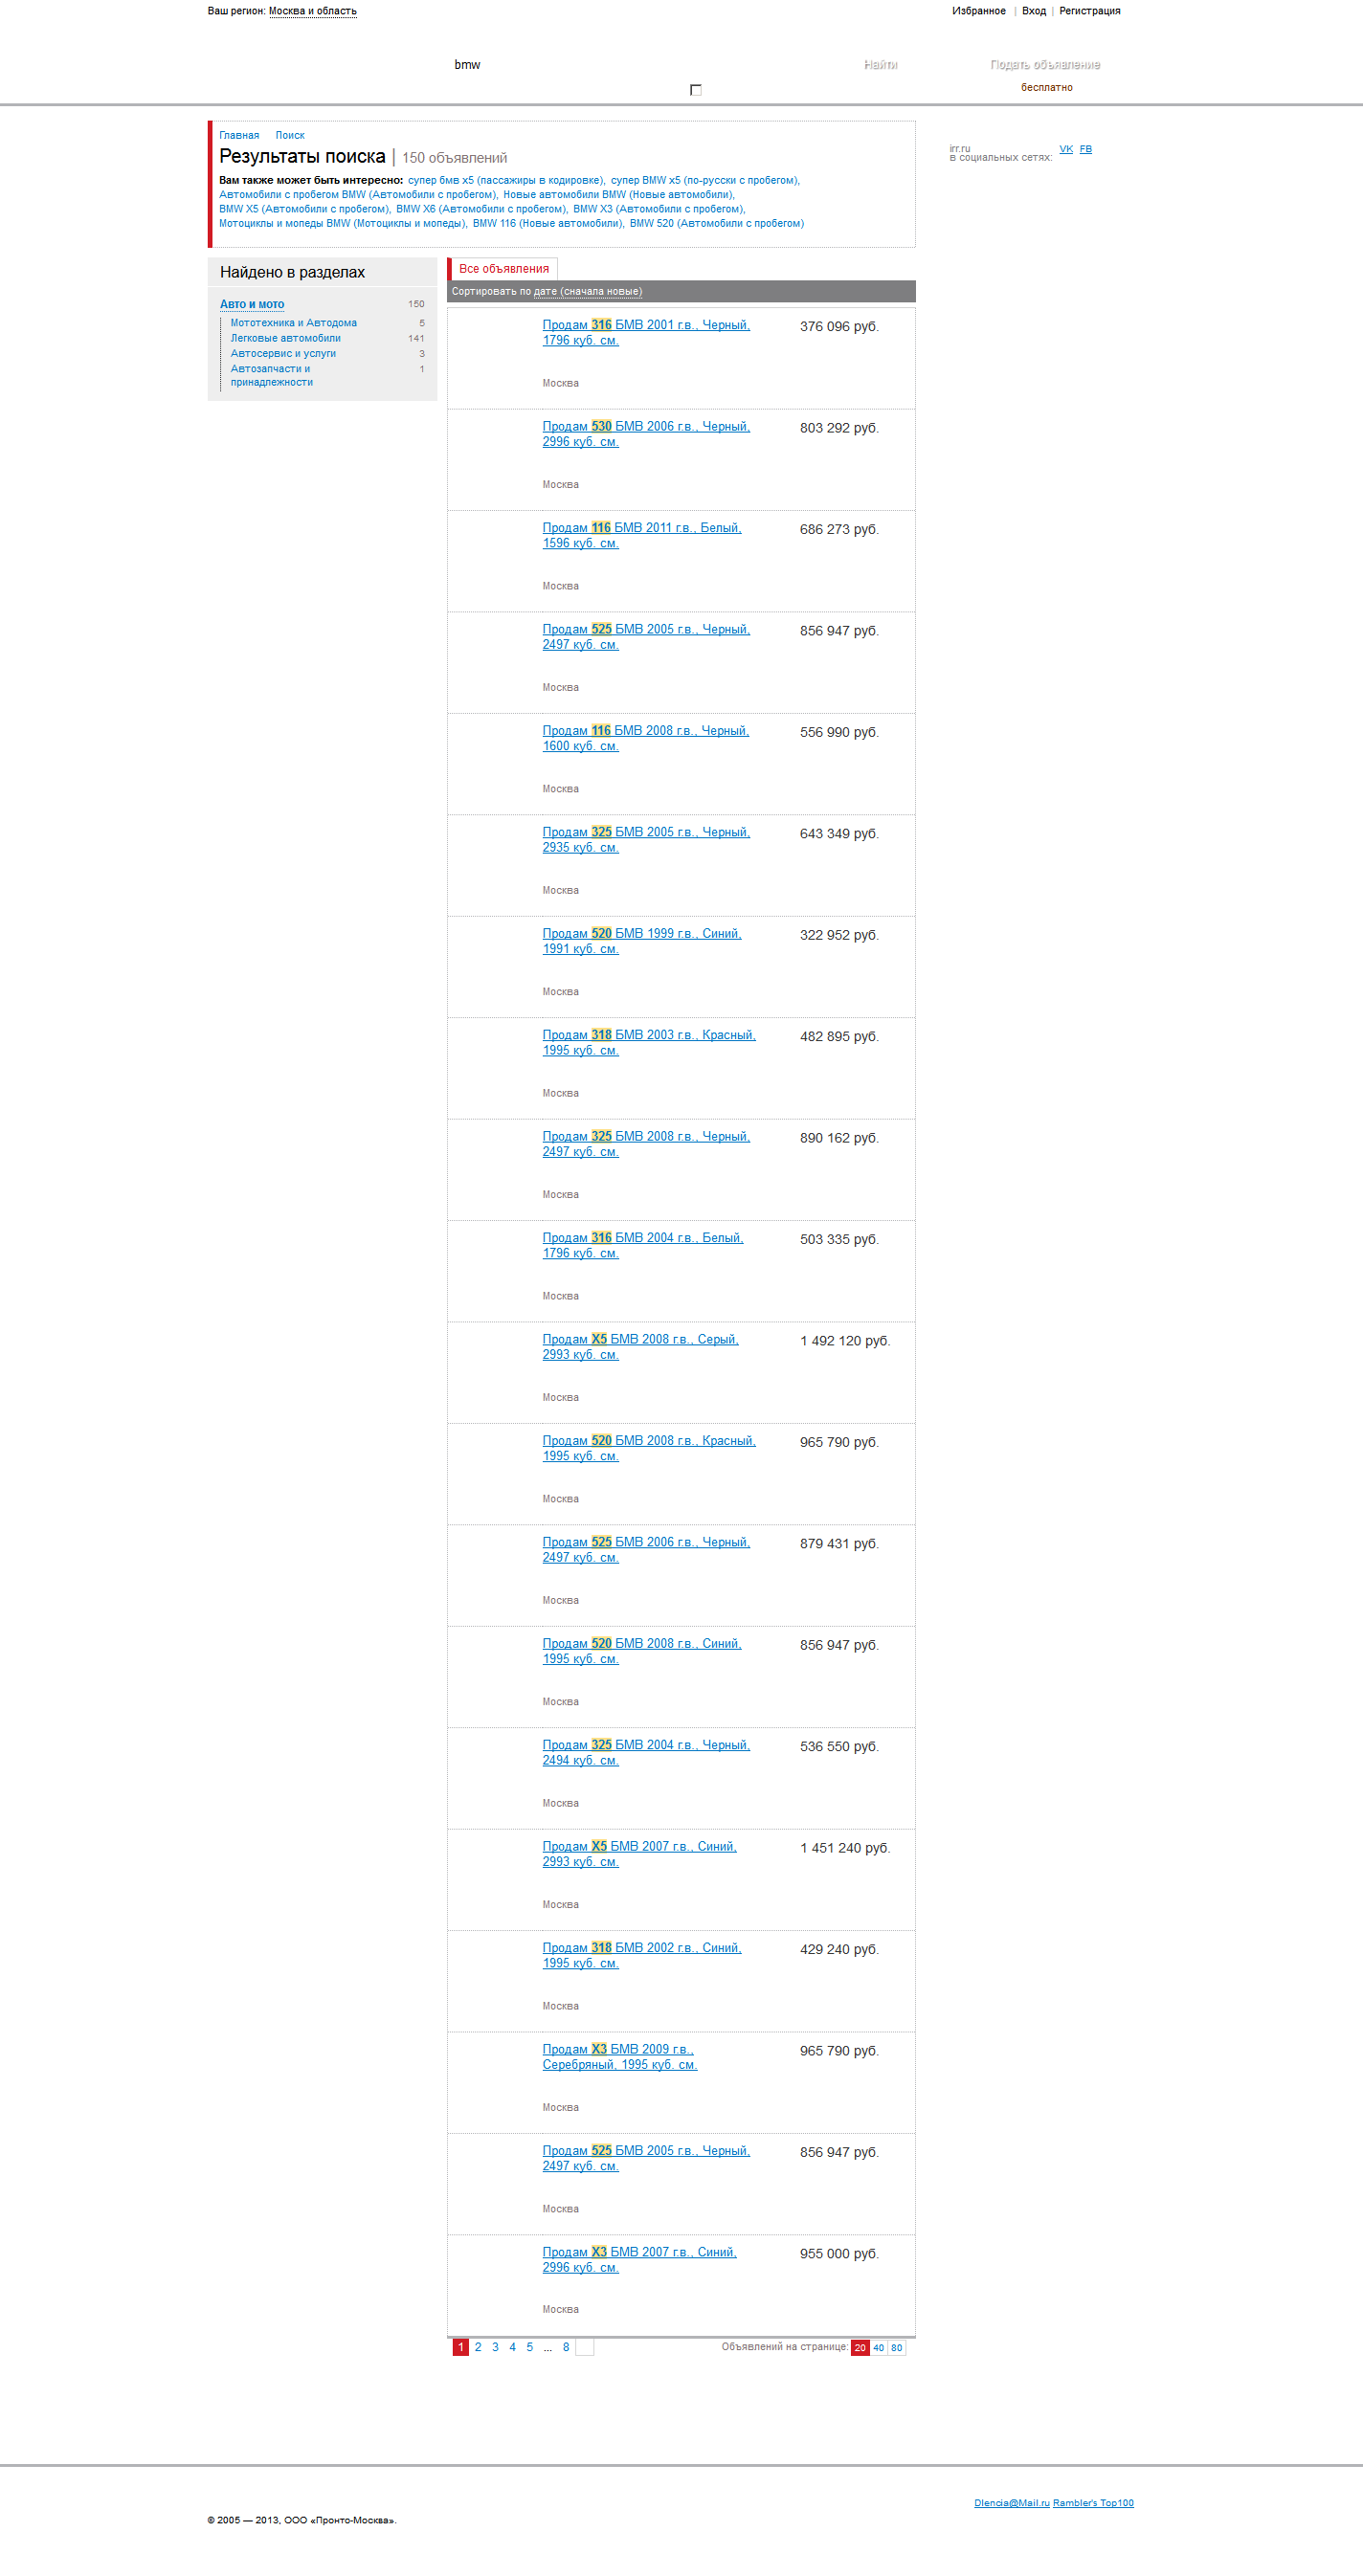 Ваш регион: Москва и область
Избранное | Вход | Регистрация
bmw
Найти
Подать объявление
бесплатно
Главная Поиск
Результаты поиска | 150 объявлений
Вам также может быть интересно: супер бмв х5 (пассажиры в кодировке), супер BMW x5 (по-русски с пробегом),
Автомобили с пробегом BMW (Автомобили с пробегом), Новые автомобили BMW (Новые автомобили),
BMW X5 (Автомобили с пробегом), BMW X6 (Автомобили с пробегом), BMW X3 (Автомобили с пробегом),
Мотоциклы и мопеды BMW (Мотоциклы и мопеды), BMW 116 (Новые автомобили), BMW 520 (Автомобили с пробегом)
irr.ru
в социальных сетях:
VK FB
Найдено в разделах
Авто и мото 150
Мототехника и Автодома 5
Легковые автомобили 141
Автосервис и услуги 3
Автозапчасти и 1
принадлежности
Все объявления
Сортировать по дате (сначала новые)
Продам 316 БМВ 2001 г.в., Черный, 376 096 руб.
1796 куб. см.
Москва
Продам 530 БМВ 2006 г.в., Черный, 803 292 руб.
2996 куб. см.
Москва
Продам 116 БМВ 2011 г.в., Белый, 686 273 руб.
1596 куб. см.
Москва
Продам 525 БМВ 2005 г.в., Черный, 856 947 руб.
2497 куб. см.
Москва
Продам 116 БМВ 2008 г.в., Черный, 556 990 руб.
1600 куб. см.
Москва
Продам 325 БМВ 2005 г.в., Черный, 643 349 руб.
2935 куб. см.
Москва
Продам 520 БМВ 1999 г.в., Синий, 322 952 руб.
1991 куб. см.
Москва
Продам 318 БМВ 2003 г.в., Красный, 482 895 руб.
1995 куб. см.
Москва
Продам 325 БМВ 2008 г.в., Черный, 890 162 руб.
2497 куб. см.
Москва
Продам 316 БМВ 2004 г.в., Белый, 503 335 руб.
1796 куб. см.
Москва
Продам X5 БМВ 2008 г.в., Серый, 1 492 120 руб.
2993 куб. см.
Москва
Продам 520 БМВ 2008 г.в., Красный, 965 790 руб.
1995 куб. см.
Москва
Продам 525 БМВ 2006 г.в., Черный, 879 431 руб.
2497 куб. см.
Москва
Продам 520 БМВ 2008 г.в., Синий, 856 947 руб.
1995 куб. см.
Москва
Продам 325 БМВ 2004 г.в., Черный, 536 550 руб.
2494 куб. см.
Москва
Продам X5 БМВ 2007 г.в., Синий, 1 451 240 руб.
2993 куб. см.
Москва
Продам 318 БМВ 2002 г.в., Синий, 429 240 руб.
1995 куб. см.
Москва
Продам X3 БМВ 2009 г.в., 965 790 руб.
Серебряный, 1995 куб. см.
Москва
Продам 525 БМВ 2005 г.в., Черный, 856 947 руб.
2497 куб. см.
Москва
Продам X3 БМВ 2007 г.в., Синий, 955 000 руб.
2996 куб. см.
Москва
1 2 3 4 5 ... 8 Объявлений на странице: 20 40 80
Dlencia@Mail.ru Rambler's Top100
© 2005 — 2013, ООО «Пронто-Москва».